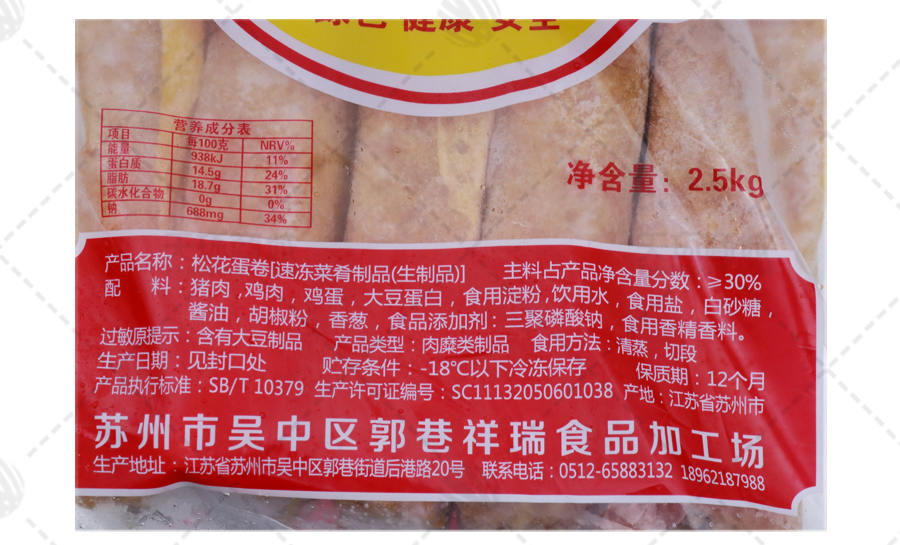 绿色 健康 安全
营养成分表
项目 每100克 NRV%
能量 938kJ 11%
蛋白质 14.5g 24%
脂肪 18.7g 31%
碳水化合物 0g 0%
钠 688mg 34%
净含量：2.5kg
产品名称：松花蛋卷[速冻菜肴制品(生制品)] 主料占产品净含量分数：≥30%
配 料：猪肉，鸡肉，鸡蛋，大豆蛋白，食用淀粉，饮用水，食用盐，白砂糖，
酱油，胡椒粉，香葱，食品添加剂：三聚磷酸钠，食用香精香料。
过敏原提示：含有大豆制品 产品类型：肉糜类制品 食用方法：清蒸，切段
生产日期：见封口处 贮存条件：-18℃以下冷冻保存 保质期：12个月
产品执行标准：SB/T 10379 生产许可证编号：SC11132050601038 产地：江苏省苏州市
苏州市吴中区郭巷祥瑞食品加工场
生产地址：江苏省苏州市吴中区郭巷街道后港路20号 联系电话：0512-65883132 18962187988